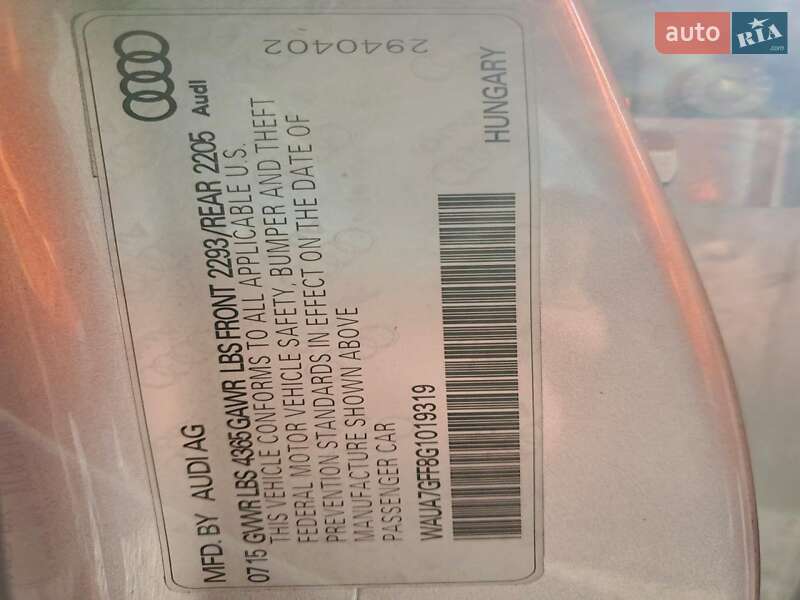 MFD. BY AUDI AG
0715 GVWR LBS 4365 GAWR LBS FRONT 2293/REAR 2205 Audi
THIS VEHICLE CONFORMS TO ALL APPLICABLE U.S.
FEDERAL MOTOR VEHICLE SAFETY, BUMPER AND THEFT
PREVENTION STANDARDS IN EFFECT ON THE DATE OF
MANUFACTURE SHOWN ABOVE
PASSENGER CAR
WAUA7GFF8G1019319
HUNGARY
2940402
auto RIA.com